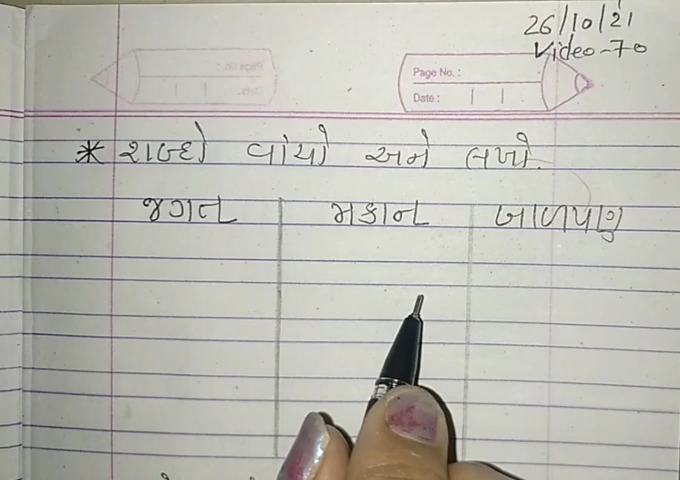 26/10/21
Video-70
Page No.:
Date:
* શબ્દો વાંચો અને લખો.
જગત મકાન બાળપણ